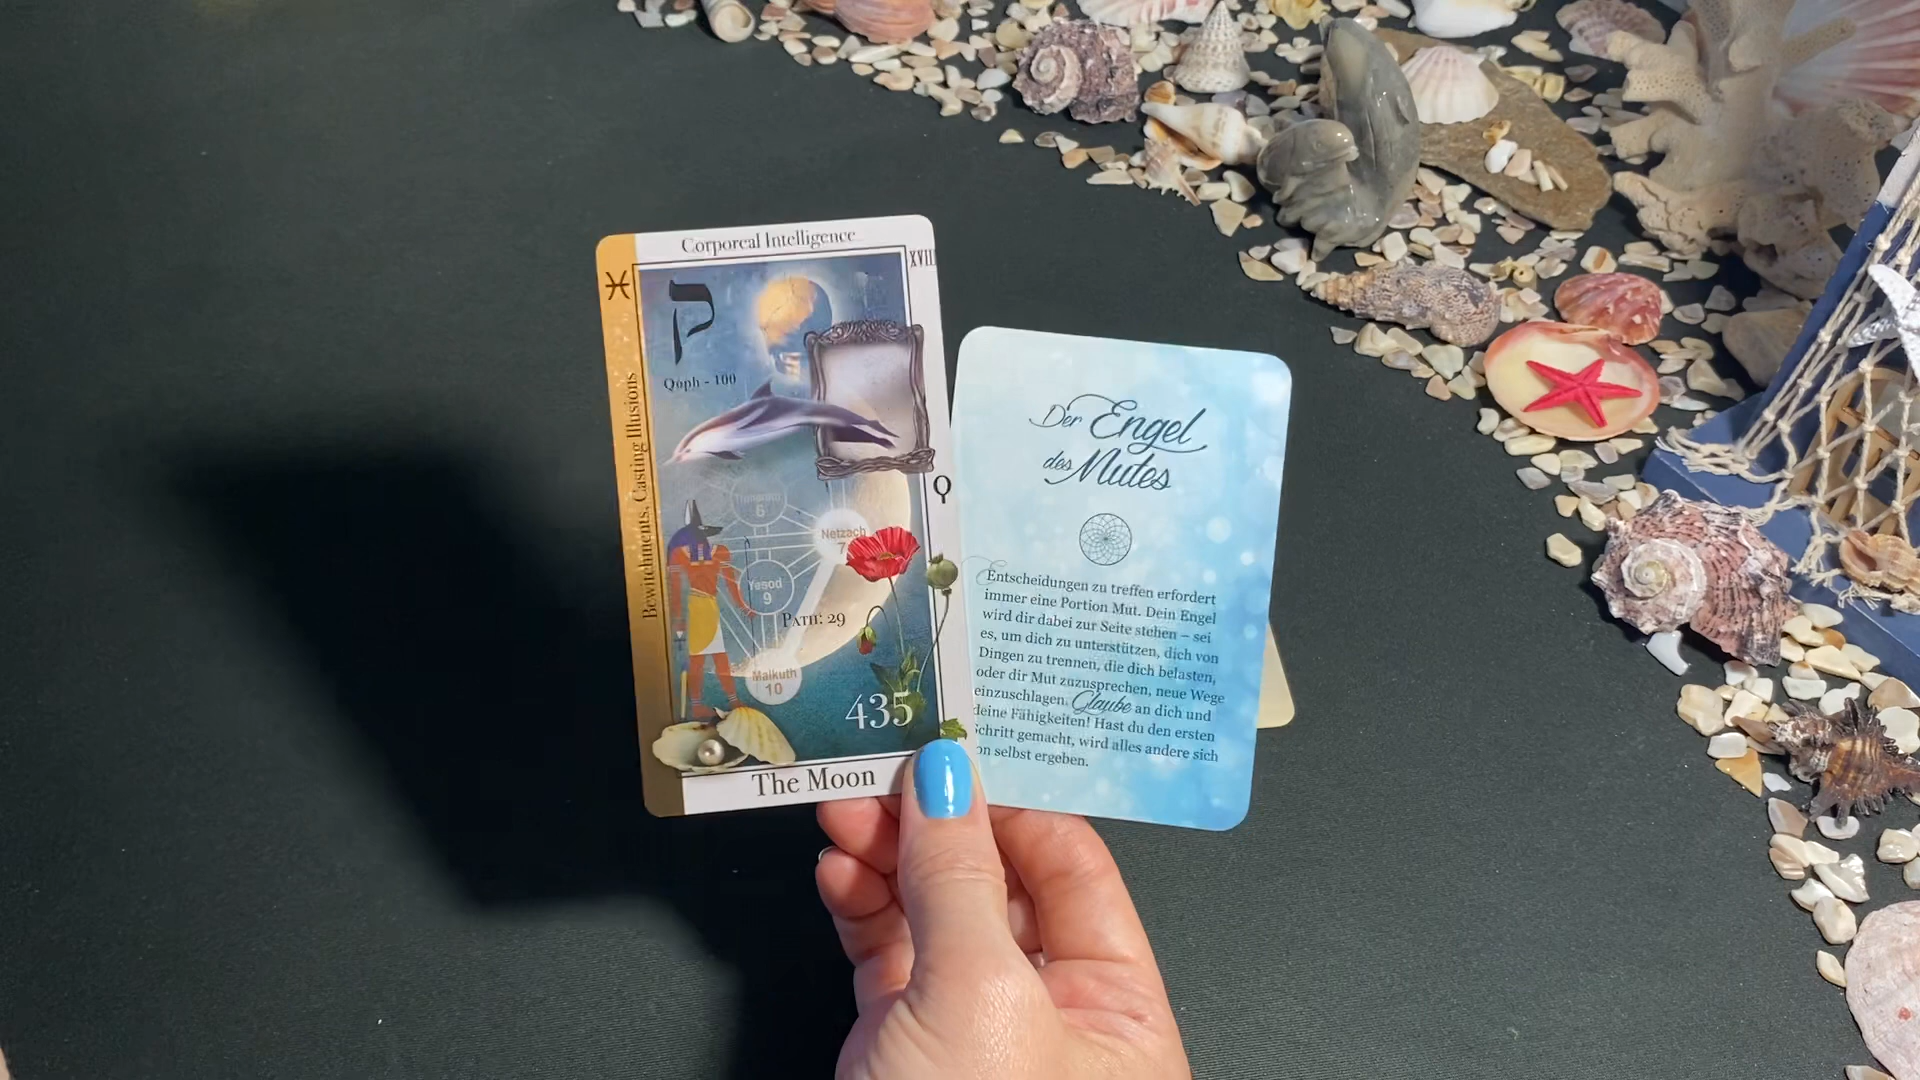 Corporeal Intelligence
XVIII
ק
Qoph - 100
Bewitchments, Casting Illusions
6
Netzach
7
Yesod
9
Path: 29
Malkuth
10
435
The Moon
Der Engel
des Mutes
Entscheidungen zu treffen erfordert
immer eine Portion Mut. Dein Engel
wird dir dabei zur Seite stehen – sei
es, um dich zu unterstützen, dich von
Dingen zu trennen, die dich belasten,
oder dir Mut zuzusprechen, neue Wege
einzuschlagen. Glaube an dich und
deine Fähigkeiten! Hast du den ersten
Schritt gemacht, wird alles andere sich
on selbst ergeben.